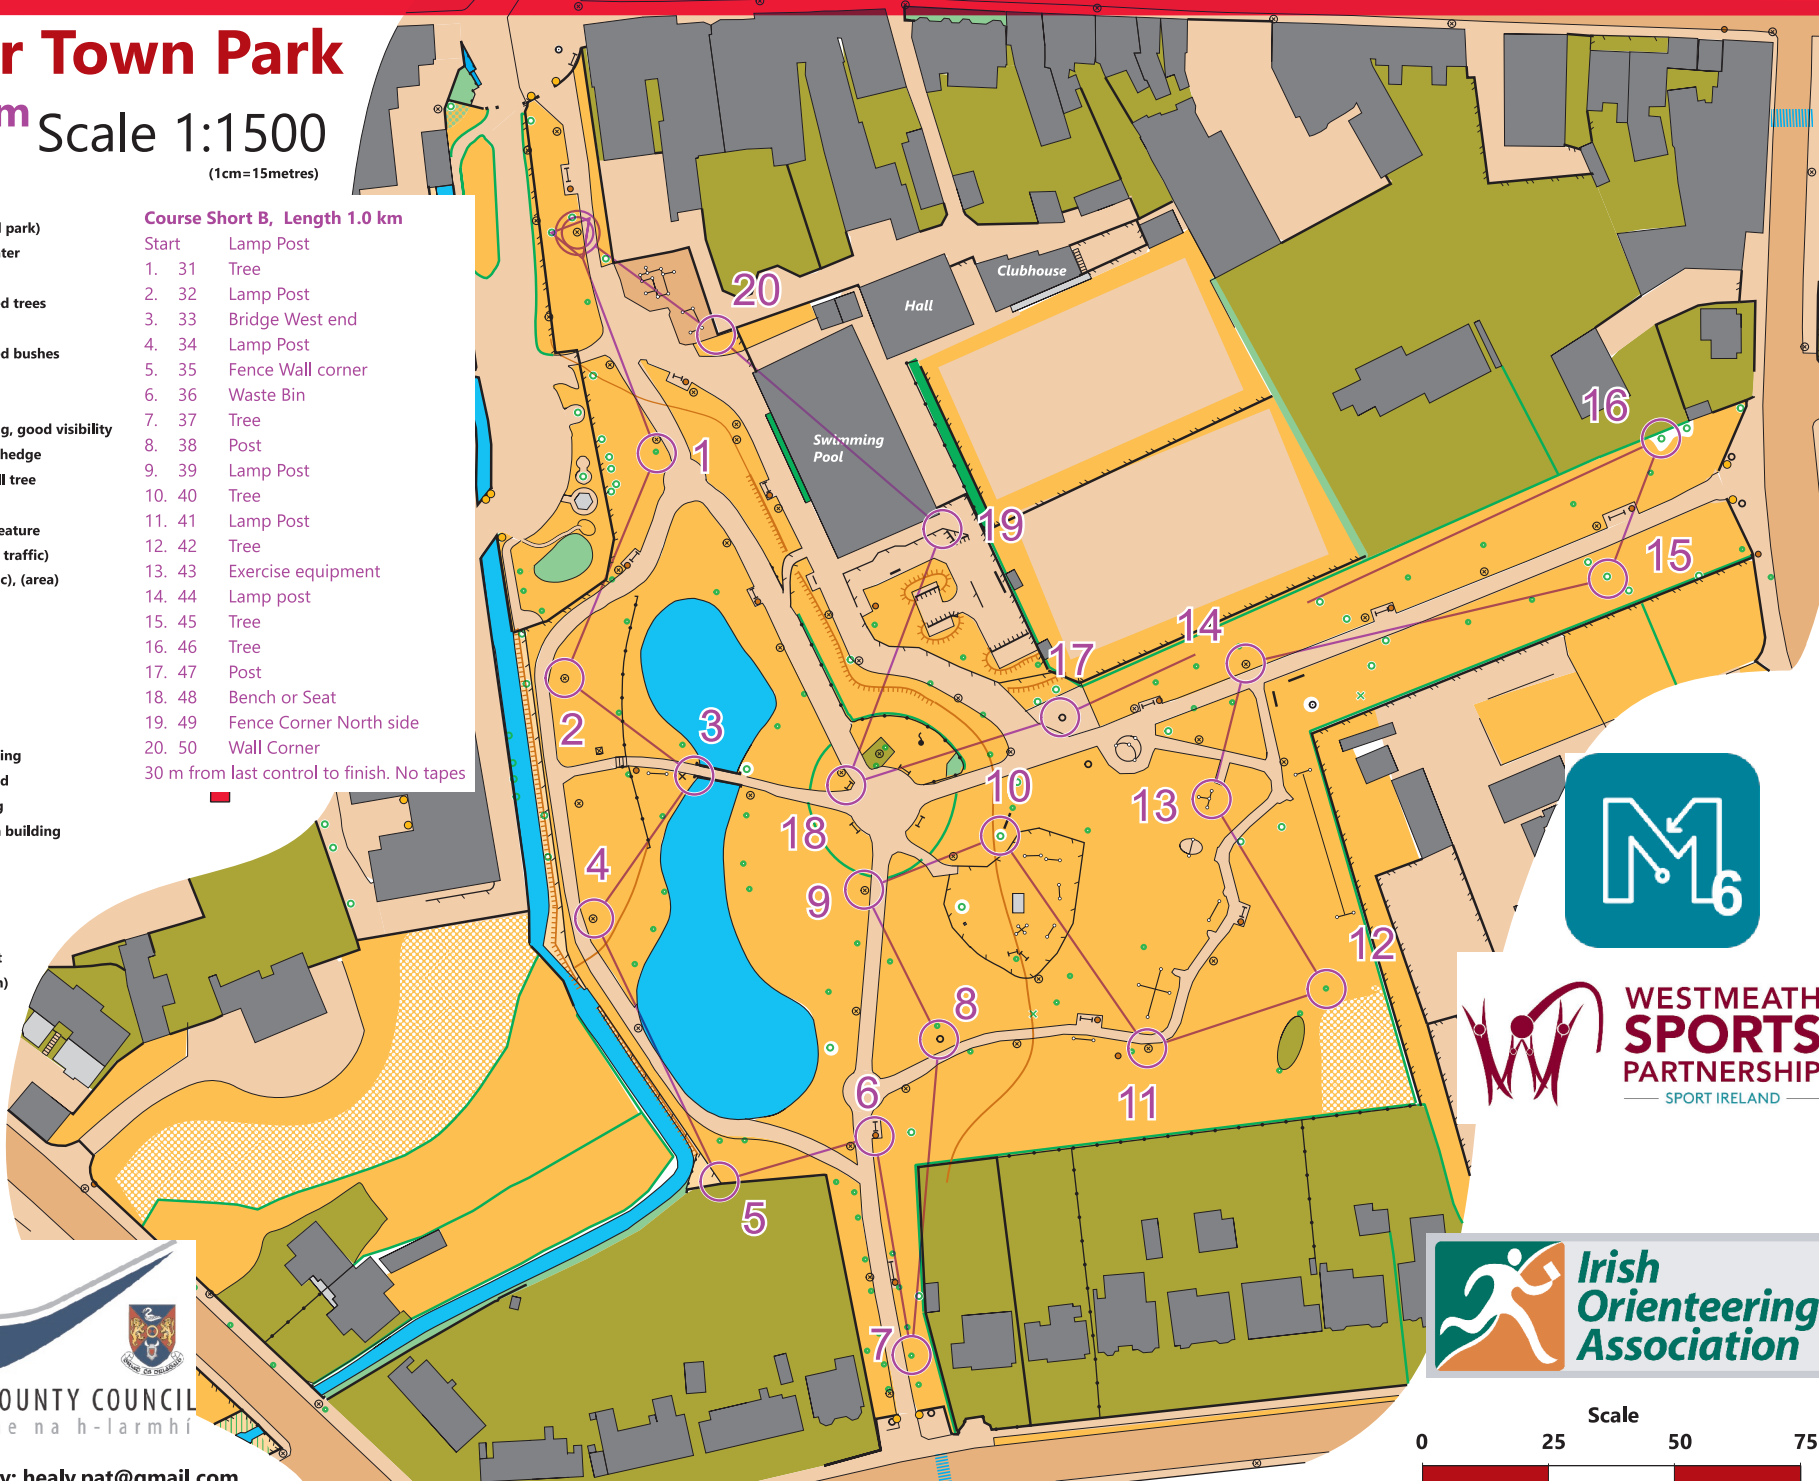 r Town Park
m
Scale 1:1500
(1cm=15metres)
park)
ter
d trees
d bushes
g, good visibility
hedge
ll tree
eature
traffic)
c), (area)
ing
d
g
building
t
n)
Course Short B, Length 1.0 km
Start Lamp Post
1. 31 Tree
2. 32 Lamp Post
3. 33 Bridge West end
4. 34 Lamp Post
5. 35 Fence Wall corner
6. 36 Waste Bin
7. 37 Tree
8. 38 Post
9. 39 Lamp Post
10. 40 Tree
11. 41 Lamp Post
12. 42 Tree
13. 43 Exercise equipment
14. 44 Lamp post
15. 45 Tree
16. 46 Tree
17. 47 Post
18. 48 Bench or Seat
19. 49 Fence Corner North side
20. 50 Wall Corner
30 m from last control to finish. No tapes
Clubhouse
Hall
20
Swimming
Pool
16
1
19
15
14
17
2
3
10
13
18
4
9
12
8
6
11
5
7
M6
WESTMEATH
SPORTS
PARTNERSHIP
SPORT IRELAND
Irish
Orienteering
Association
OUNTY COUNCIL
e na h-Iarmhí
y: healy.pat@gmail.com
Scale
0 25 50 75